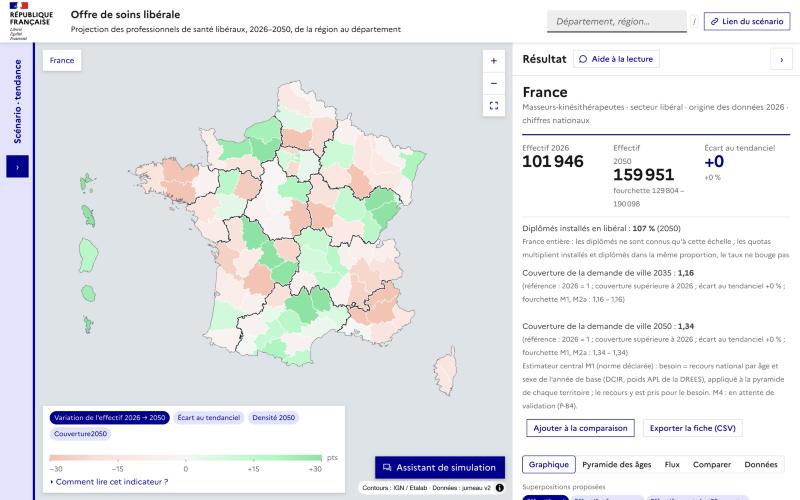 RÉPUBLIQUE
FRANÇAISE
Liberté
Égalité
Fraternité
Offre de soins libérale
Projection des professionnels de santé libéraux, 2026–2050, de la région au département
Département, région…
/
Lien du scénario
Scénario · tendance
›
France
+
−
Résultat
Aide à la lecture
›
France
Masseurs-kinésithérapeutes · secteur libéral · origine des données 2026 ·
chiffres nationaux
Effectif 2026
101 946
Effectif
2050
159 951
fourchette 129 804 –
190 098
Écart au tendanciel
+0
+0 %
Diplômés installés en libéral : 107 % (2050)
France entière : les diplômés ne sont connus qu'à cette échelle ; les quotas
multiplient installés et diplômés dans la même proportion, le taux ne bouge pas
Couverture de la demande de ville 2035 : 1,16
(référence : 2026 = 1 ; couverture supérieure à 2026 ; écart au tendanciel +0 % ;
fourchette M1, M2a : 1,16 – 1,16)
Couverture de la demande de ville 2050 : 1,34
(référence : 2026 = 1 ; couverture supérieure à 2026 ; écart au tendanciel +0 % ;
fourchette M1, M2a : 1,34 – 1,34)
Estimateur central M1 (norme déclarée) : besoin = recours national par âge et
sexe de l'année de base (DCIR, poids APL de la DREES), appliqué à la pyramide
de chaque territoire ; le recours y est pris pour le besoin. M4 : en attente de
validation (P-84).
Ajouter à la comparaison
Exporter la fiche (CSV)
Graphique
Pyramide des âges
Flux
Comparer
Données
Superpositions proposées
Variation de l'effectif 2026 → 2050
Écart au tendanciel
Densité 2050
Couverture2050
pts
−30
−15
0
+15
+30
Comment lire cet indicateur ?
Assistant de simulation
Contours : IGN / Etalab · Données : jumeau v2